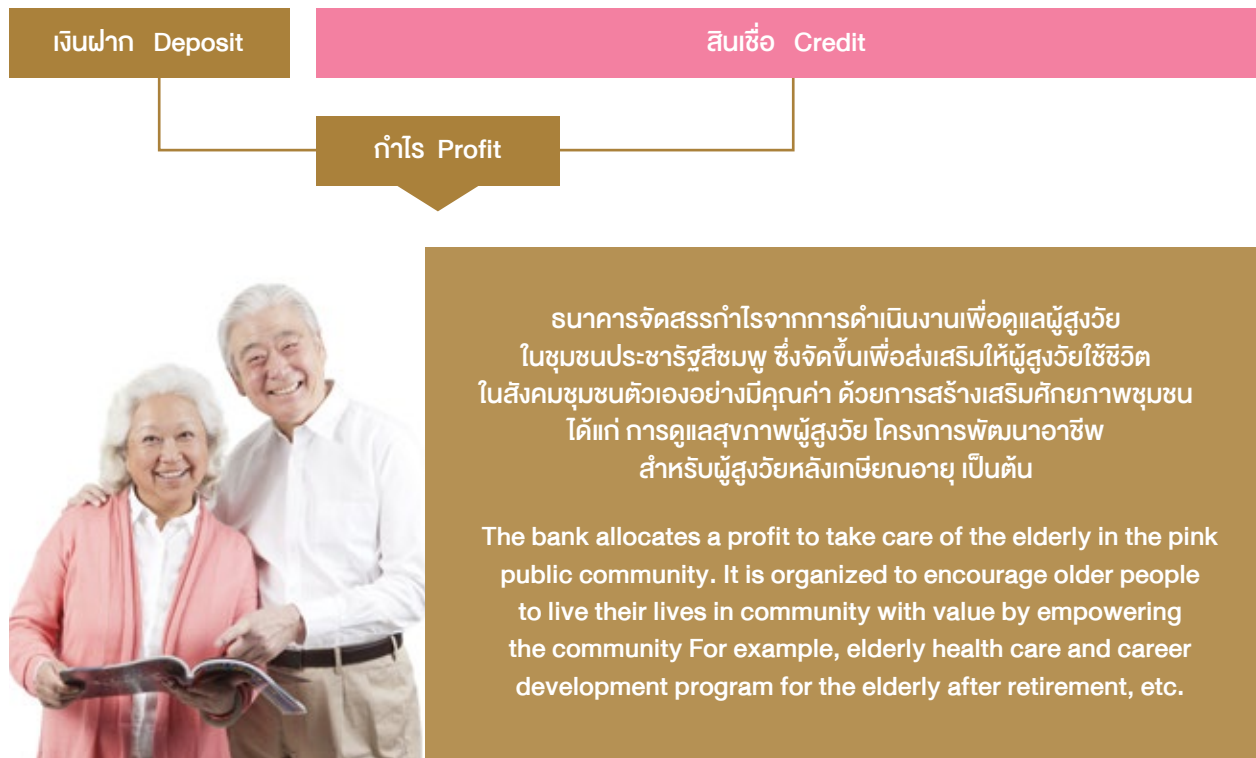 เงินฝาก Deposit
สินเชื่อ Credit
กำไร Profit
ธนาคารจัดสรรกำไรจากการดำเนินงานเพื่อดูแลผู้สูงวัย
ในชุมชนประชารัฐสีชมพู ซึ่งจัดขึ้นเพื่อส่งเสริมให้ผู้สูงวัยใช้ชีวิต
ในสังคมชุมชนตัวเองอย่างมีคุณค่า ด้วยการสร้างเสริมศักยภาพชุมชน
ได้แก่ การดูแลสุขภาพผู้สูงวัย โครงการพัฒนาอาชีพ
สำหรับผู้สูงวัยหลังเกษียณอายุ เป็นต้น
The bank allocates a profit to take care of the elderly in the pink
public community. It is organized to encourage older people
to live their lives in community with value by empowering
the community For example, elderly health care and career
development program for the elderly after retirement, etc.